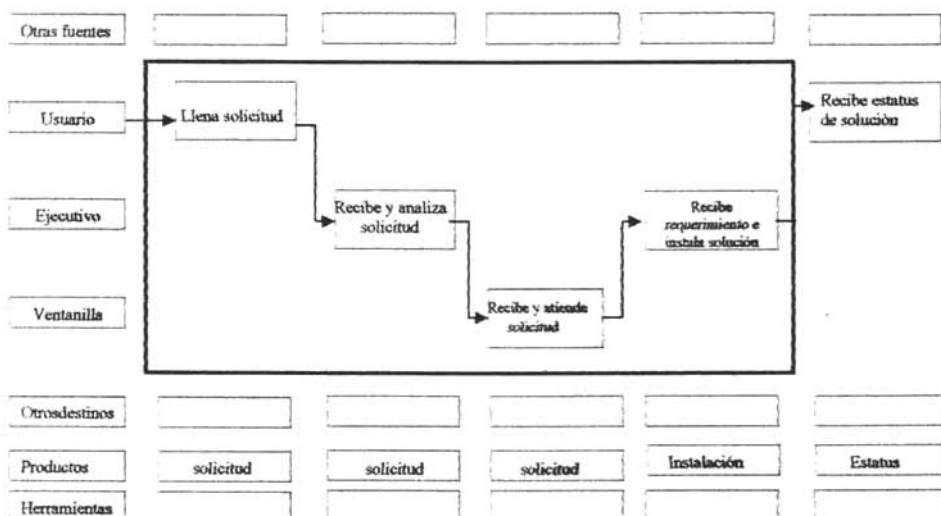 Otras fuentes
Usuario
Llena solicitud
Recibe estatus
de solución
Ejecutivo
Recibe y analiza
solicitud
Recibe
requerimiento e
instala solución
Ventanilla
Recibe y atiende
solicitud
Otrosdestinos
Productos
solicitud
solicitud
solicitud
Instalación
Estatus
Herramientas